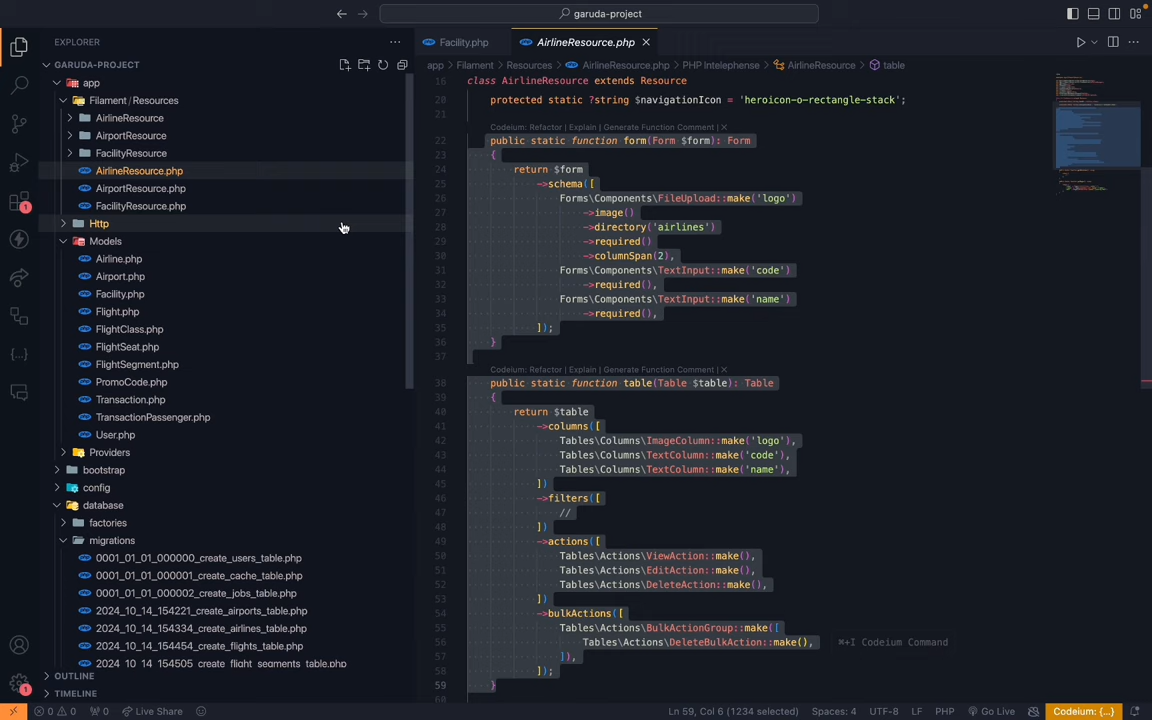 garuda-project
EXPLORER
GARUDA-PROJECT
app
Filament/Resources
AirlineResource
AirportResource
FacilityResource
AirlineResource.php
AirportResource.php
FacilityResource.php
Http
Models
Airline.php
Airport.php
Facility.php
Flight.php
FlightClass.php
FlightSeat.php
FlightSegment.php
PromoCode.php
Transaction.php
TransactionPassenger.php
User.php
Providers
bootstrap
config
database
factories
migrations
0001_01_01_000000_create_users_table.php
0001_01_01_000001_create_cache_table.php
0001_01_01_000002_create_jobs_table.php
2024_10_14_154221_create_airports_table.php
2024_10_14_154334_create_airlines_table.php
2024_10_14_154454_create_flights_table.php
2024_10_14_154505_create_flight_segments_table.php
OUTLINE
TIMELINE
Facility.php AirlineResource.php
app > Filament > Resources > AirlineResource.php > PHP Intelephense > AirlineResource > table
16 class AirlineResource extends Resource
20 protected static ?string $navigationIcon = 'heroicon-o-rectangle-stack';
21
Codeium: Refactor | Explain | Generate Function Comment | ×
22 public static function form(Form $form): Form
23 {
24 return $form
25 ->schema([
26 Forms\Components\FileUpload::make('logo')
27 ->image()
28 ->directory('airlines')
29 ->required()
30 ->columnSpan(2),
31 Forms\Components\TextInput::make('code')
32 ->required(),
33 Forms\Components\TextInput::make('name')
34 ->required(),
35 ]);
36 }
37
Codeium: Refactor | Explain | Generate Function Comment | ×
38 public static function table(Table $table): Table
39 {
40 return $table
41 ->columns([
42 Tables\Columns\ImageColumn::make('logo'),
43 Tables\Columns\TextColumn::make('code'),
44 Tables\Columns\TextColumn::make('name'),
45 ])
46 ->filters([
47 //
48 ])
49 ->actions([
50 Tables\Actions\ViewAction::make(),
51 Tables\Actions\EditAction::make(),
52 Tables\Actions\DeleteAction::make(),
53 ])
54 ->bulkActions([
55 Tables\Actions\BulkActionGroup::make([
56 Tables\Actions\DeleteBulkAction::make(), ⌘+I Codeium Command
57 ]),
58 ]);
59 }
60
1
1
0 0 0 Live Share Ln 59, Col 6 (1234 selected) Spaces: 4 UTF-8 LF PHP Go Live Codeium: {...}